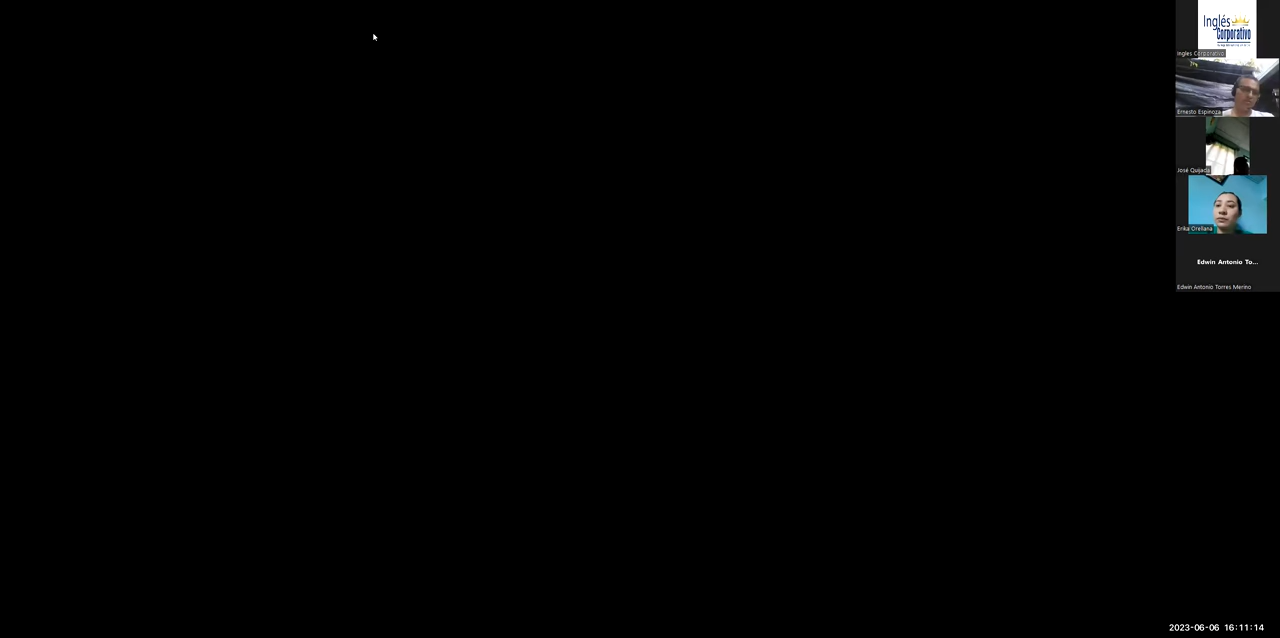 Inglés
Corporativo
Ingles Corporativo
Ernesto Espinoza
José Quijada
Erika Orellana
Edwin Antonio To...
Edwin Antonio Torres Merino
2023-06-06 16:11:14